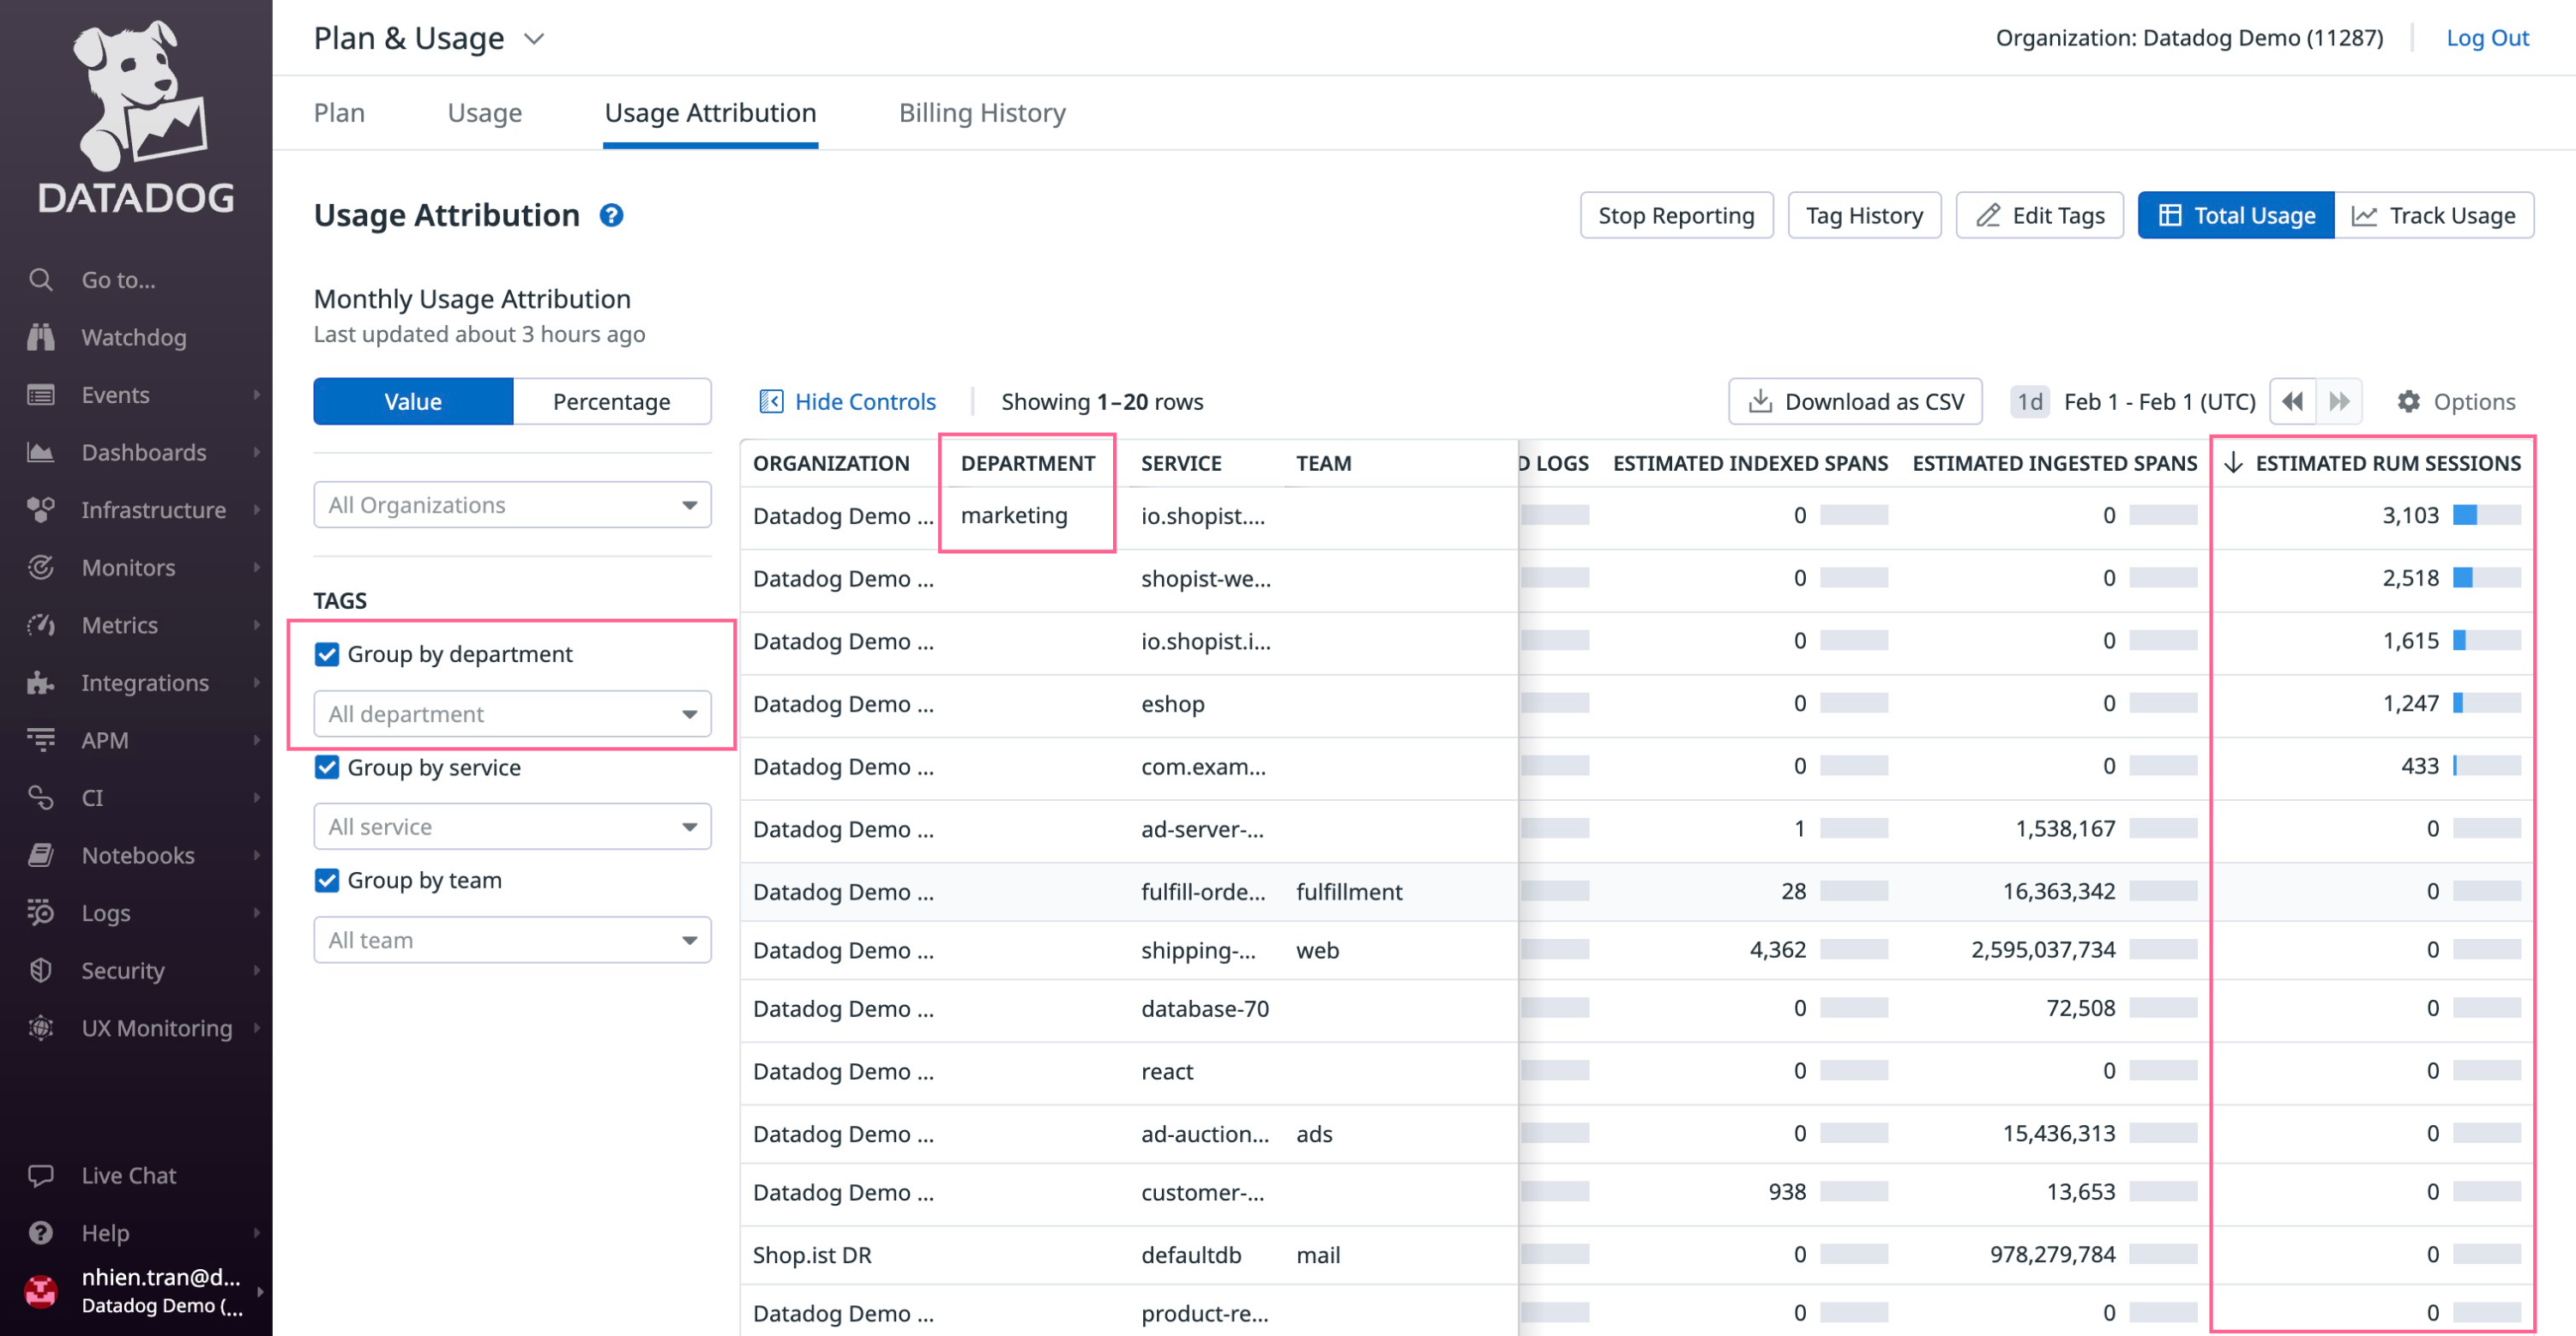 DATADOG
Go to...
Watchdog
Events
Dashboards
Infrastructure
Monitors
Metrics
Integrations
APM
CI
Notebooks
Logs
Security
UX Monitoring
Live Chat
Help
nhien.tran@d...
Datadog Demo (...
Plan & Usage
Organization: Datadog Demo (11287) Log Out
Plan Usage Usage Attribution Billing History
Usage Attribution ?
Stop Reporting Tag History Edit Tags Total Usage Track Usage
Monthly Usage Attribution
Last updated about 3 hours ago
Value Percentage
All Organizations
TAGS
Group by department
All department
Group by service
All service
Group by team
All team
Hide Controls Showing 1–20 rows Download as CSV 1d Feb 1 - Feb 1 (UTC) Options
ORGANIZATION DEPARTMENT SERVICE TEAM D LOGS ESTIMATED INDEXED SPANS ESTIMATED INGESTED SPANS ESTIMATED RUM SESSIONS
Datadog Demo ... marketing io.shopist.... 0 0 3,103
Datadog Demo ... shopist-we... 0 0 2,518
Datadog Demo ... io.shopist.i... 0 0 1,615
Datadog Demo ... eshop 0 0 1,247
Datadog Demo ... com.exam... 0 0 433
Datadog Demo ... ad-server-... 1 1,538,167 0
Datadog Demo ... fulfill-orde... fulfillment 28 16,363,342 0
Datadog Demo ... shipping-... web 4,362 2,595,037,734 0
Datadog Demo ... database-70 0 72,508 0
Datadog Demo ... react 0 0 0
Datadog Demo ... ad-auction... ads 0 15,436,313 0
Datadog Demo ... customer-... 938 13,653 0
Shop.ist DR defaultdb mail 0 978,279,784 0
Datadog Demo ... product-re... 0 0 0